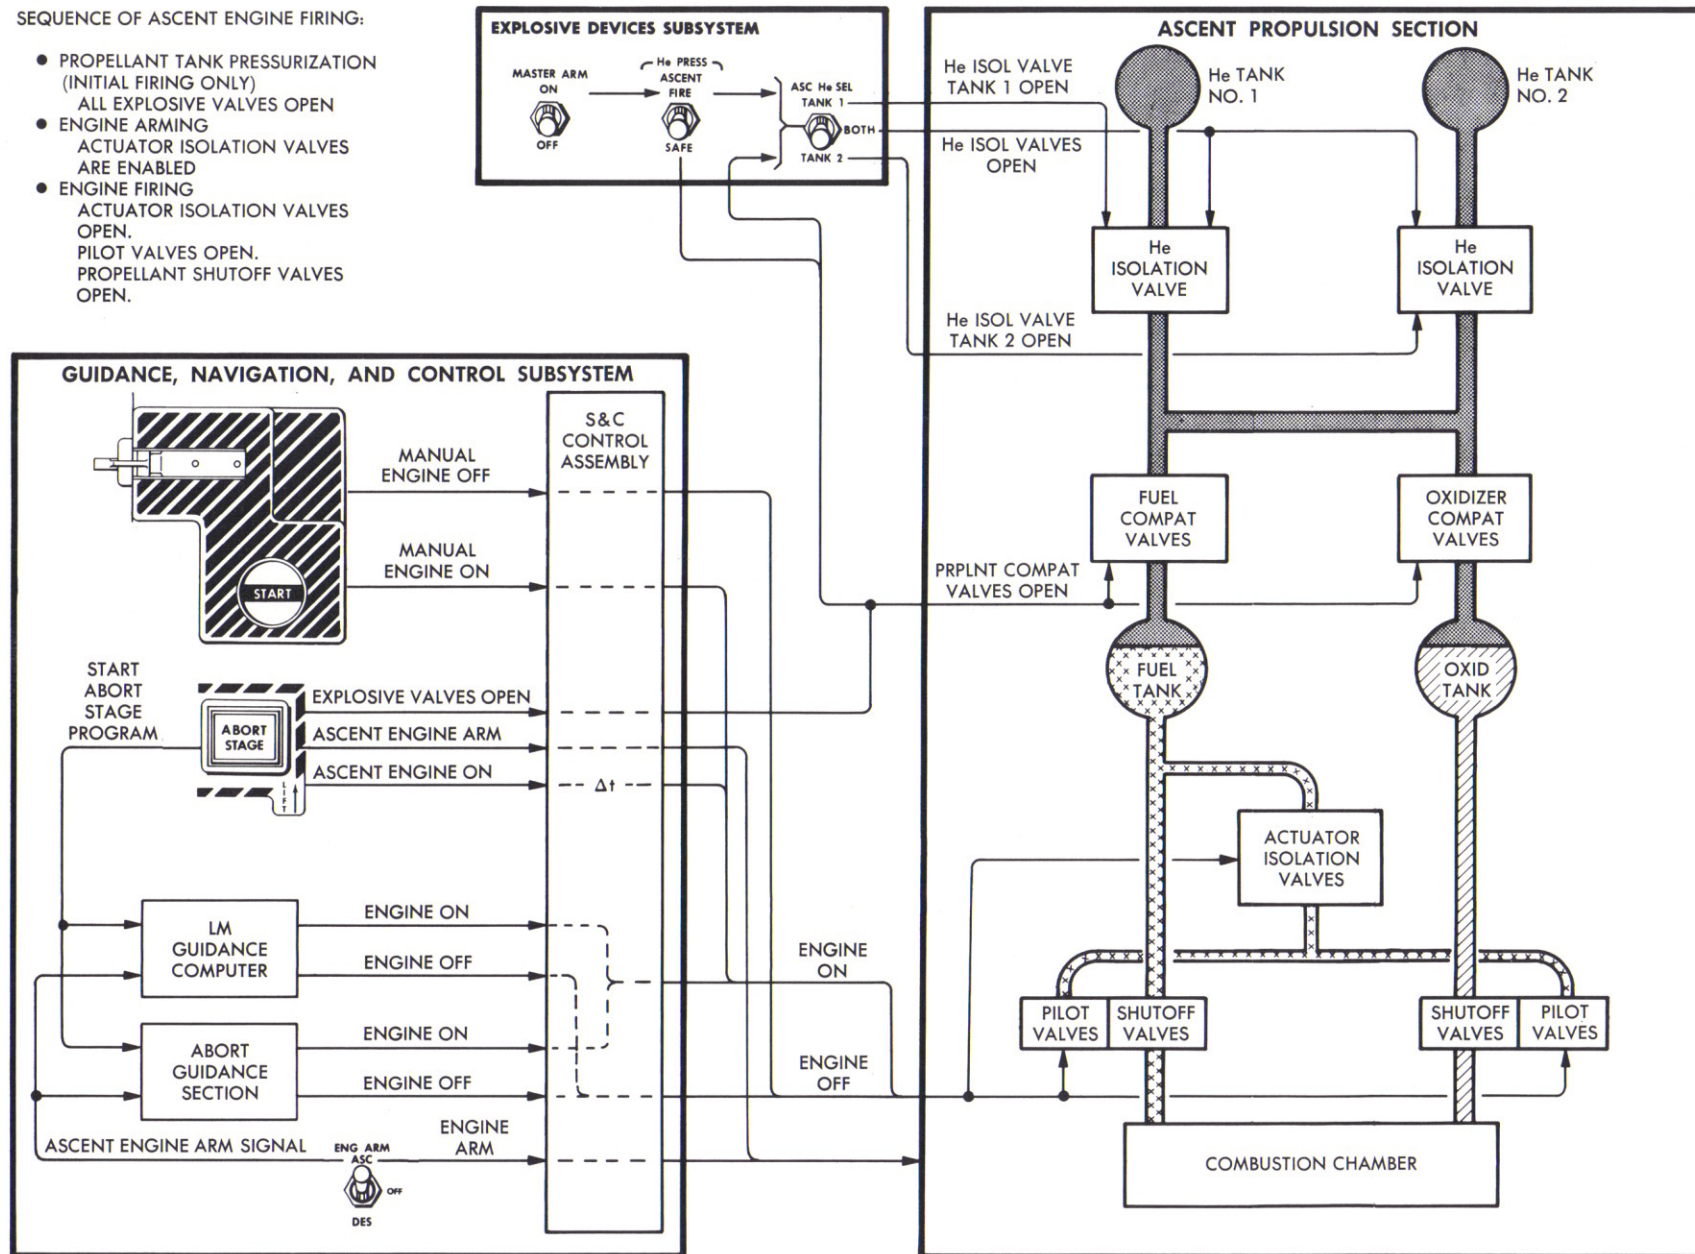 SEQUENCE OF ASCENT ENGINE FIRING:
● PROPELLANT TANK PRESSURIZATION
(INITIAL FIRING ONLY)
ALL EXPLOSIVE VALVES OPEN
● ENGINE ARMING
ACTUATOR ISOLATION VALVES
ARE ENABLED
● ENGINE FIRING
ACTUATOR ISOLATION VALVES
OPEN.
PILOT VALVES OPEN.
PROPELLANT SHUTOFF VALVES
OPEN.
EXPLOSIVE DEVICES SUBSYSTEM
MASTER ARM
ON
OFF
He PRESS
ASCENT
FIRE
SAFE
ASC He SEL
TANK 1
BOTH
TANK 2
ASCENT PROPULSION SECTION
He ISOL VALVE
TANK 1 OPEN
He ISOL VALVES
OPEN
He TANK
NO. 1
He TANK
NO. 2
He
ISOLATION
VALVE
He
ISOLATION
VALVE
He ISOL VALVE
TANK 2 OPEN
FUEL
COMPAT
VALVES
OXIDIZER
COMPAT
VALVES
PRPLNT COMPAT
VALVES OPEN
FUEL
TANK
OXID
TANK
ACTUATOR
ISOLATION
VALVES
PILOT
VALVES
SHUTOFF
VALVES
SHUTOFF
VALVES
PILOT
VALVES
COMBUSTION CHAMBER
GUIDANCE, NAVIGATION, AND CONTROL SUBSYSTEM
S&C
CONTROL
ASSEMBLY
MANUAL
ENGINE OFF
MANUAL
ENGINE ON
START
START
ABORT
STAGE
PROGRAM
ABORT
STAGE
LIFT
EXPLOSIVE VALVES OPEN
ASCENT ENGINE ARM
ASCENT ENGINE ON
Δt
LM
GUIDANCE
COMPUTER
ENGINE ON
ENGINE OFF
ABORT
GUIDANCE
SECTION
ENGINE ON
ENGINE OFF
ENGINE
ON
ENGINE
OFF
ASCENT ENGINE ARM SIGNAL
ENG ARM
ASC
OFF
DES
ENGINE
ARM